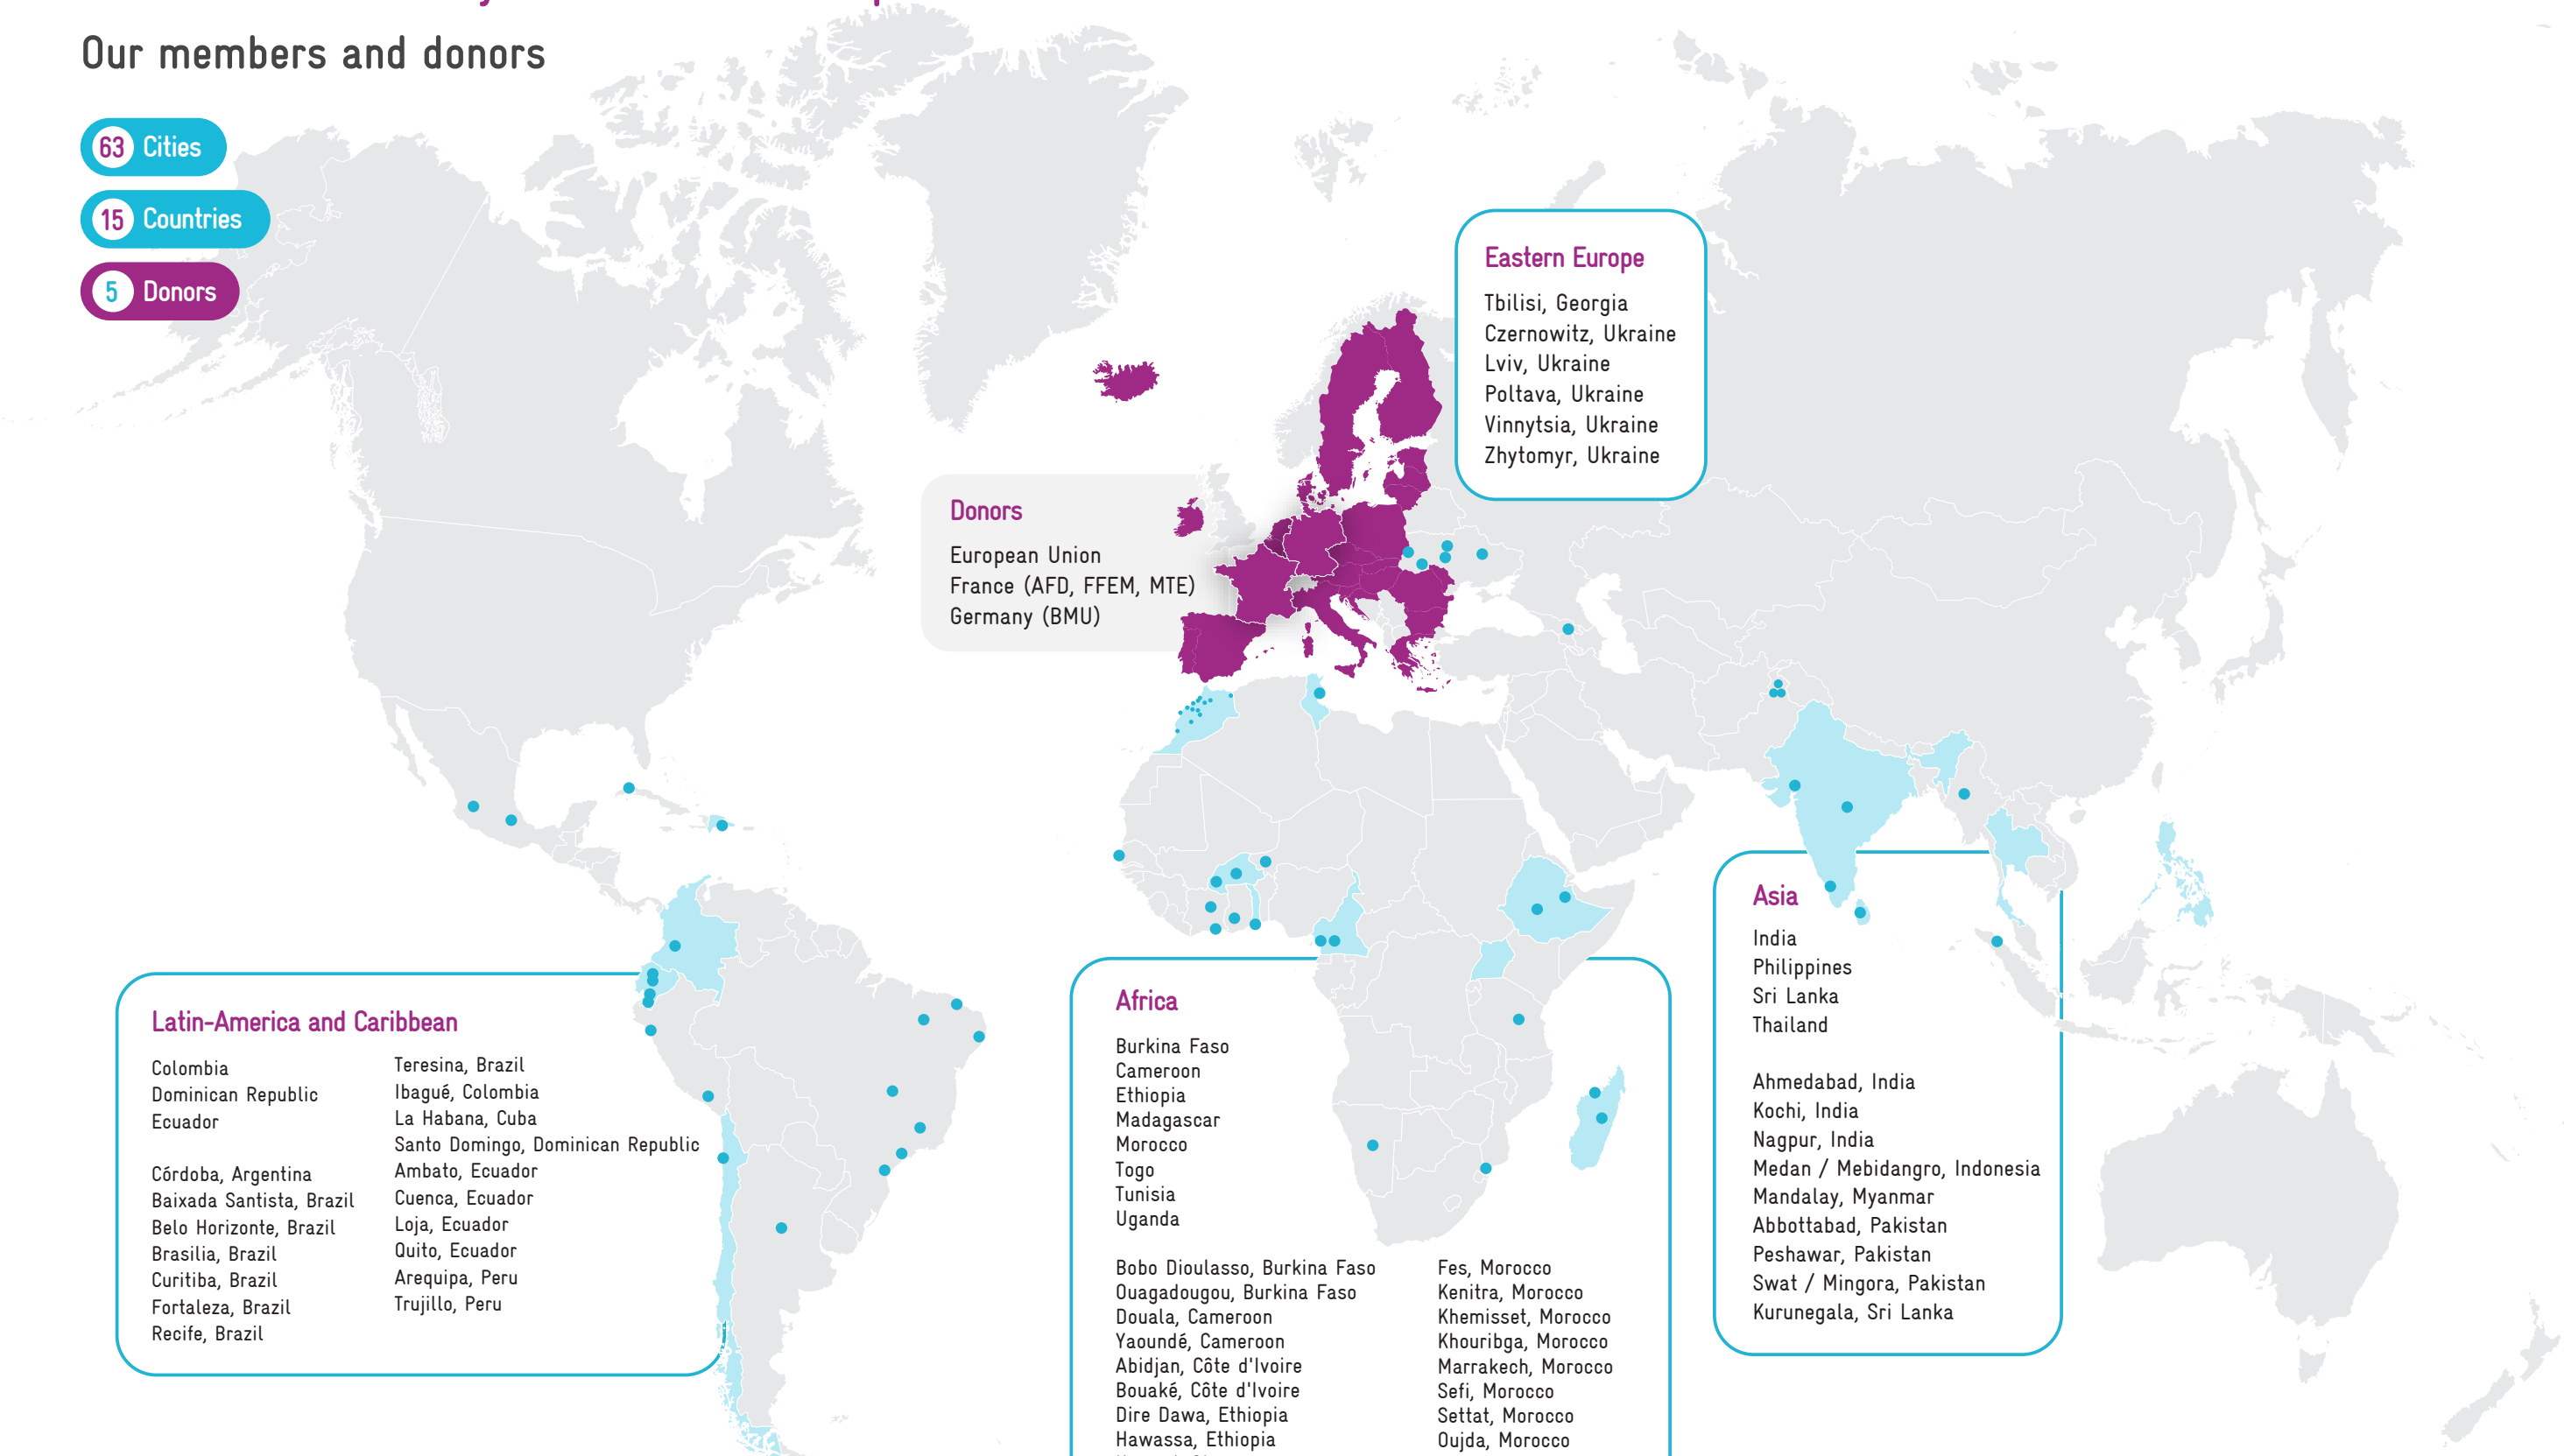 Our members and donors
63 Cities
15 Countries
5 Donors
Eastern Europe
Tbilisi, Georgia
Czernowitz, Ukraine
Lviv, Ukraine
Poltava, Ukraine
Vinnytsia, Ukraine
Zhytomyr, Ukraine
Donors
European Union
France (AFD, FFEM, MTE)
Germany (BMU)
Latin-America and Caribbean
Colombia
Dominican Republic
Ecuador
Córdoba, Argentina
Baixada Santista, Brazil
Belo Horizonte, Brazil
Brasilia, Brazil
Curitiba, Brazil
Fortaleza, Brazil
Recife, Brazil
Teresina, Brazil
Ibagué, Colombia
La Habana, Cuba
Santo Domingo, Dominican Republic
Ambato, Ecuador
Cuenca, Ecuador
Loja, Ecuador
Quito, Ecuador
Arequipa, Peru
Trujillo, Peru
Africa
Burkina Faso
Cameroon
Ethiopia
Madagascar
Morocco
Togo
Tunisia
Uganda
Bobo Dioulasso, Burkina Faso
Ouagadougou, Burkina Faso
Douala, Cameroon
Yaoundé, Cameroon
Abidjan, Côte d'Ivoire
Bouaké, Côte d'Ivoire
Dire Dawa, Ethiopia
Hawassa, Ethiopia
Fes, Morocco
Kenitra, Morocco
Khemisset, Morocco
Khouribga, Morocco
Marrakech, Morocco
Sefi, Morocco
Settat, Morocco
Oujda, Morocco
Asia
India
Philippines
Sri Lanka
Thailand
Ahmedabad, India
Kochi, India
Nagpur, India
Medan / Mebidangro, Indonesia
Mandalay, Myanmar
Abbottabad, Pakistan
Peshawar, Pakistan
Swat / Mingora, Pakistan
Kurunegala, Sri Lanka